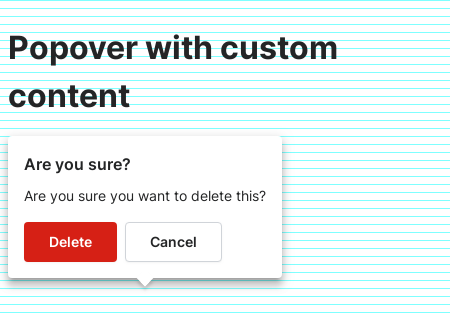 Popover with custom
content
Are you sure?
Are you sure you want to delete this?
Delete
Cancel